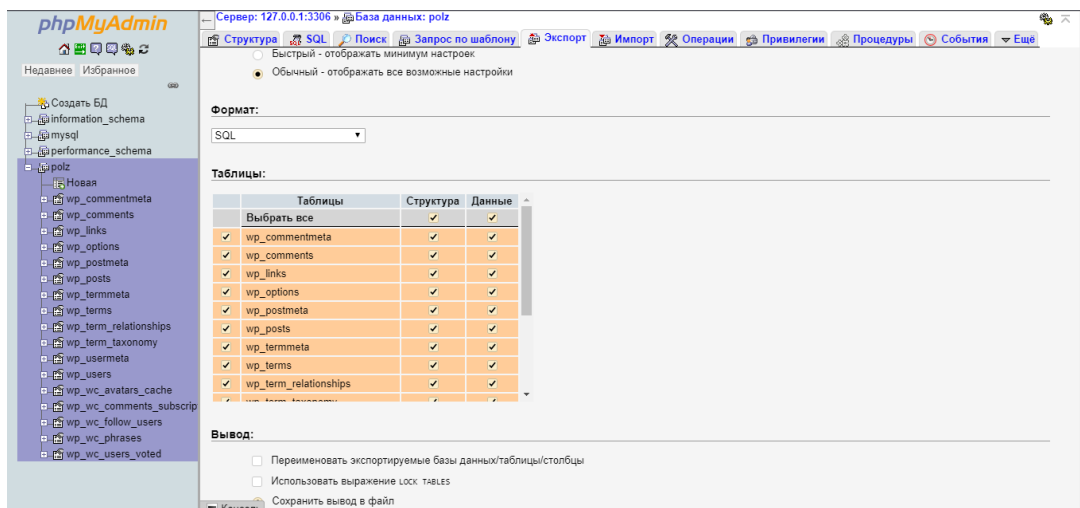 phpMyAdmin
Недавнее Избранное
Создать БД
information_schema
mysql
performance_schema
polz
Новая
wp_commentmeta
wp_comments
wp_links
wp_options
wp_postmeta
wp_posts
wp_termmeta
wp_terms
wp_term_relationships
wp_term_taxonomy
wp_usermeta
wp_users
wp_wc_avatars_cache
wp_wc_comments_subscrip
wp_wc_follow_users
wp_wc_phrases
wp_wc_users_voted
Сервер: 127.0.0.1:3306 » База данных: polz
Структура SQL Поиск Запрос по шаблону Экспорт Импорт Операции Привилегии Процедуры События Ещё
Быстрый - отображать минимум настроек
Обычный - отображать все возможные настройки
Формат:
SQL
Таблицы:
Таблицы Структура Данные
Выбрать все
wp_commentmeta
wp_comments
wp_links
wp_options
wp_postmeta
wp_posts
wp_termmeta
wp_terms
wp_term_relationships
wp_term_taxonomy
Вывод:
Переименовать экспортируемые базы данных/таблицы/столбцы
Использовать выражение LOCK TABLES
Сохранить вывод в файл
Консоль